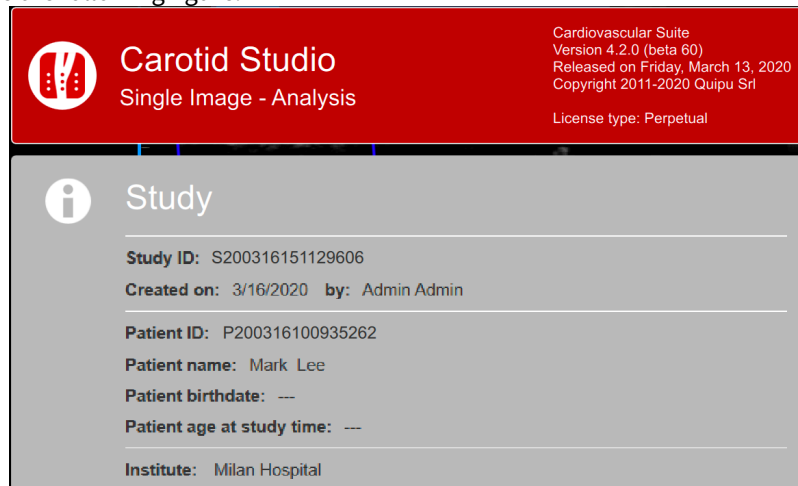 Carotid Studio
Single Image - Analysis
Cardiovascular Suite
Version 4.2.0 (beta 60)
Released on Friday, March 13, 2020
Copyright 2011-2020 Quipu Srl
License type: Perpetual
Study
Study ID: S200316151129606
Created on: 3/16/2020 by: Admin Admin
Patient ID: P200316100935262
Patient name: Mark Lee
Patient birthdate: ---
Patient age at study time: ---
Institute: Milan Hospital